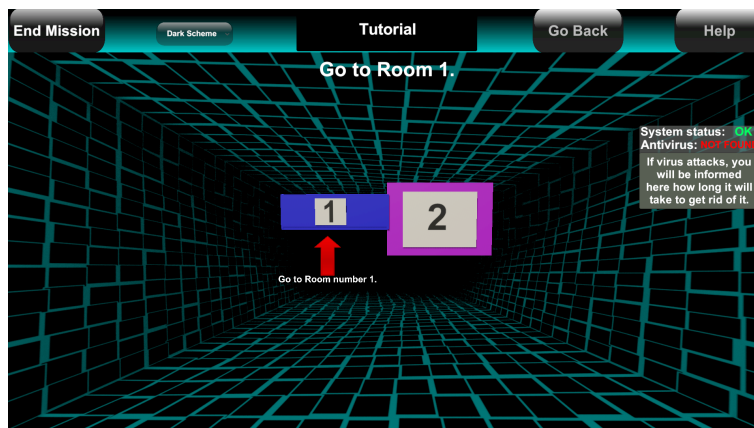 End Mission
Dark Scheme
Tutorial
Go Back
Help
Go to Room 1.
System status: OK
Antivirus: NOT FOUND
If virus attacks, you
will be informed
here how long it will
take to get rid of it.
1
2
Go to Room number 1.